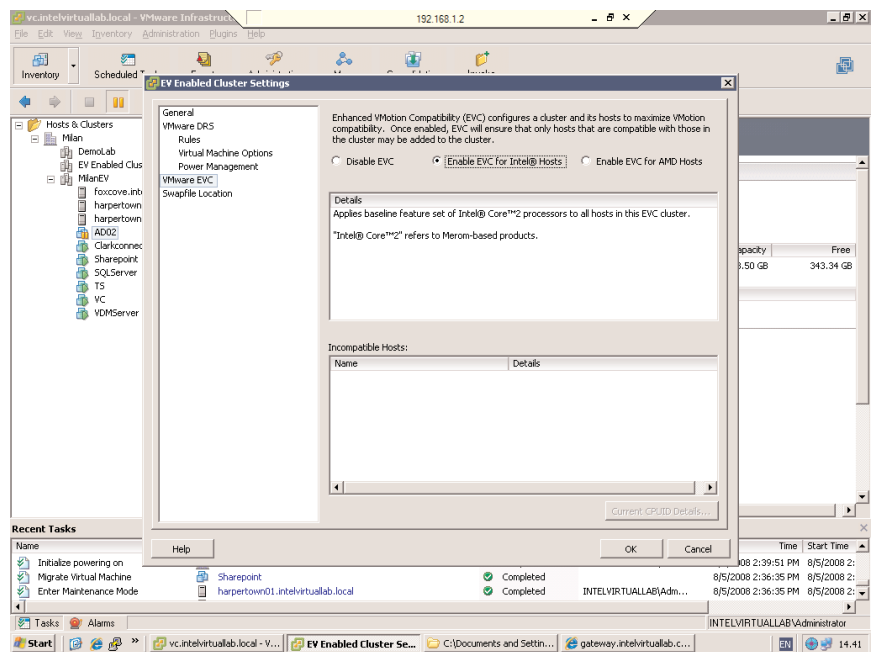 vc.intelvirtuallab.local - VMware Infrastruct
192.168.1.2
File Edit View Inventory Administration Plugins Help
Inventory
Scheduled
EV Enabled Cluster Settings
Hosts & Clusters
Milan
DemoLab
EV Enabled Clus
MilanEV
foxcove.int
harpertown
harpertown
AD02
Clarkconnec
Sharepoint
SQLServer
TS
VC
VDMServer
General
VMware DRS
Rules
Virtual Machine Options
Power Management
VMware EVC
Swapfile Location
Enhanced VMotion Compatibility (EVC) configures a cluster and its hosts to maximize VMotion
compatibility. Once enabled, EVC will ensure that only hosts that are compatible with those in
the cluster may be added to the cluster.
Disable EVC
Enable EVC for Intel® Hosts
Enable EVC for AMD Hosts
Details
Applies baseline feature set of Intel® Core™2 processors to all hosts in this EVC cluster.
"Intel® Core™2" refers to Merom-based products.
Incompatible Hosts:
Name Details
Current CPUID Details...
Help
OK
Cancel
apacity Free
3.50 GB 343.34 GB
Recent Tasks
Name
Time Start Time
Initialize powering on
008 2:39:51 PM 8/5/2008 2:
Migrate Virtual Machine Sharepoint Completed 8/5/2008 2:36:35 PM 8/5/2008 2:
Enter Maintenance Mode harpertown01.intelvirtuallab.local Completed INTELVIRTUALLAB\Adm... 8/5/2008 2:36:35 PM 8/5/2008 2:
Tasks Alarms
INTELVIRTUALLAB\Administrator
Start
»
vc.intelvirtuallab.local - V...
EV Enabled Cluster Se...
C:\Documents and Settin...
gateway.intelvirtuallab.c...
EN
14.41